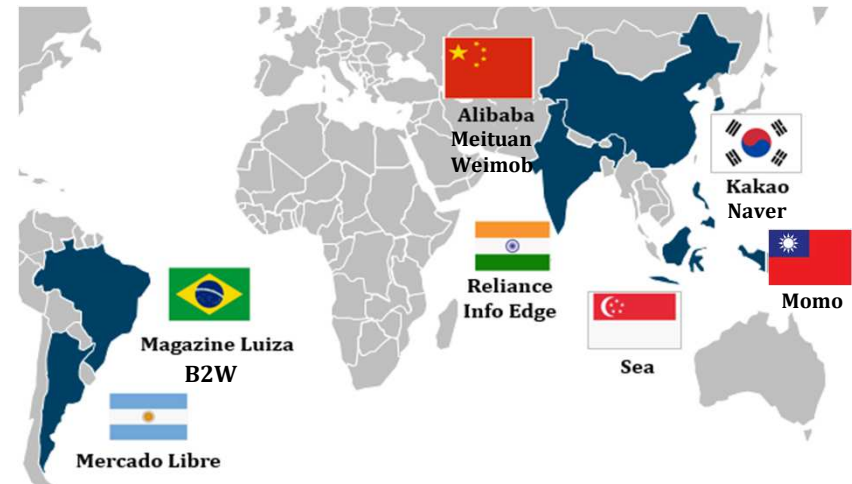 Alibaba
Meituan
Weimob
Kakao
Naver
Reliance
Info Edge
Momo
Sea
Magazine Luiza
B2W
Mercado Libre